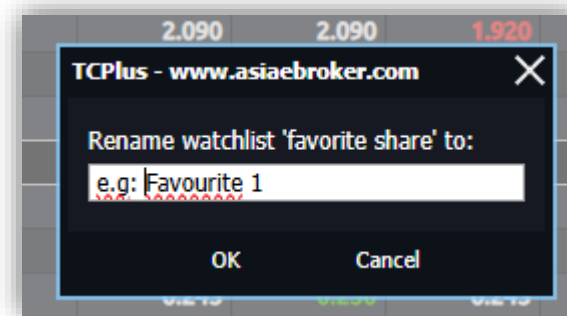 2.090 2.090 1.920
TCPlus - www.asiaebroker.com
Rename watchlist 'favorite share' to:
e.g: Favourite 1
OK Cancel